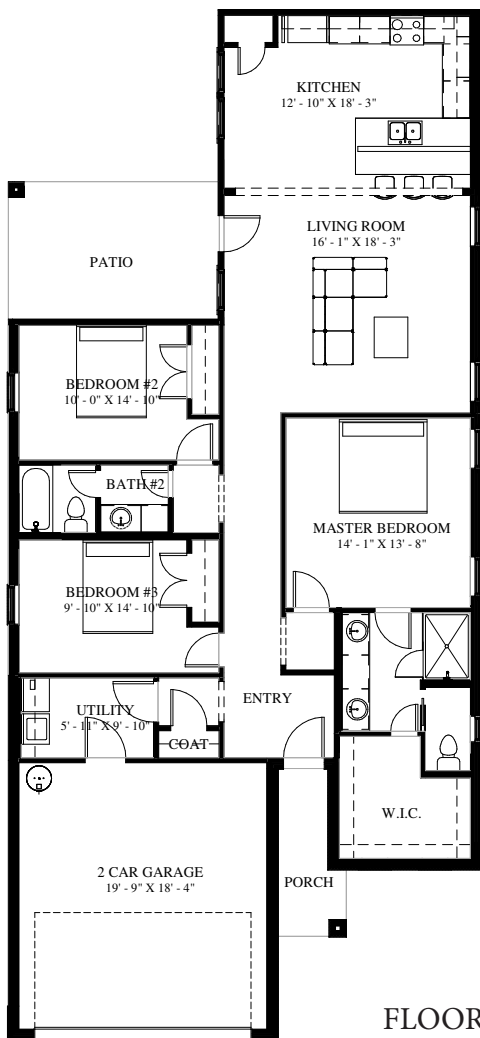 KITCHEN
12' - 10" X 18' - 3"
LIVING ROOM
16' - 1" X 18' - 3"
PATIO
BEDROOM #2
10' - 0" X 14' - 10"
BATH #2
MASTER BEDROOM
14' - 1" X 13' - 8"
BEDROOM #3
9' - 10" X 14' - 10"
ENTRY
UTILITY
5' - 11" X 9' - 10"
COAT
W.I.C.
2 CAR GARAGE
19' - 9" X 18' - 4"
PORCH
FLOOR